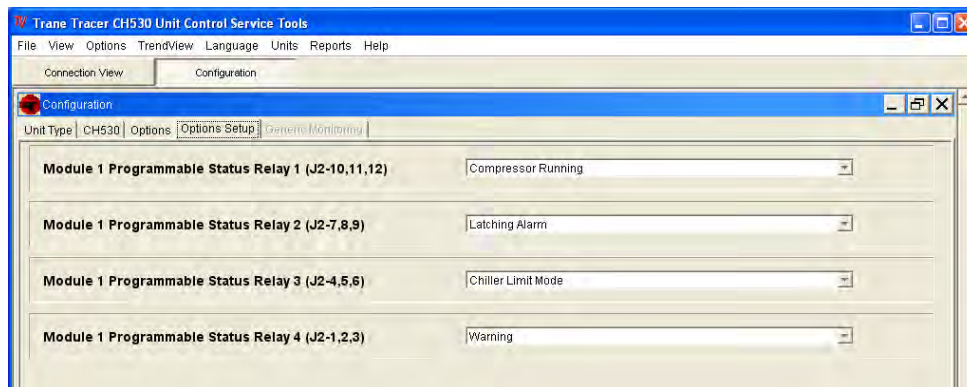 Trane Tracer CH530 Unit Control Service Tools
File View Options TrendView Language Units Reports Help
Connection View Configuration
Configuration
Unit Type CH530 Options Options Setup Generic Monitoring
Module 1 Programmable Status Relay 1 (J2-10,11,12) Compressor Running
Module 1 Programmable Status Relay 2 (J2-7,8,9) Latching Alarm
Module 1 Programmable Status Relay 3 (J2-4,5,6) Chiller Limit Mode
Module 1 Programmable Status Relay 4 (J2-1,2,3) Warning